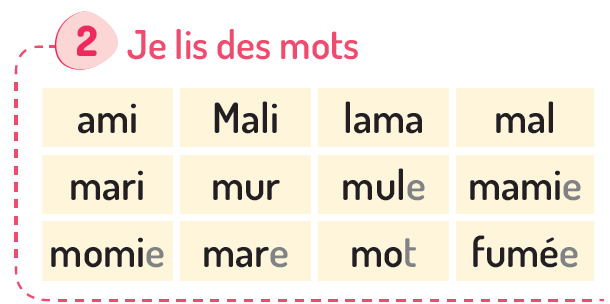 2 Je lis des mots
ami Mali lama mal
mari mur mule mamie
momie mare mot fumée